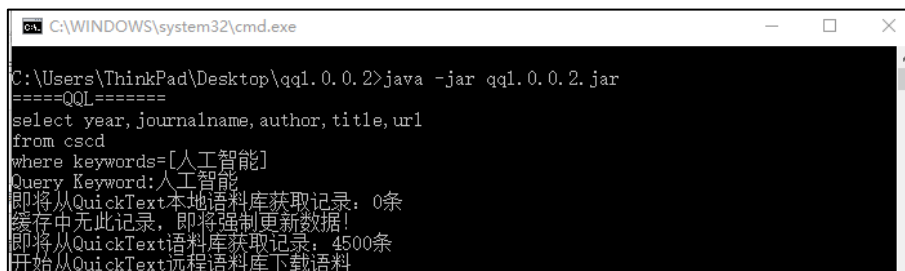 C:\WINDOWS\system32\cmd.exe
C:\Users\ThinkPad\Desktop\qq1.0.0.2>java -jar qq1.0.0.2.jar
=====QQL=======
select year,journalname,author,title,url
from cscd
where keywords=[人工智能]
Query Keyword:人工智能
即将从QuickText本地语料库获取记录：0条
缓存中无此记录，即将强制更新数据！
即将从QuickText语料库获取记录：4500条
开始从QuickText远程语料库下载语料